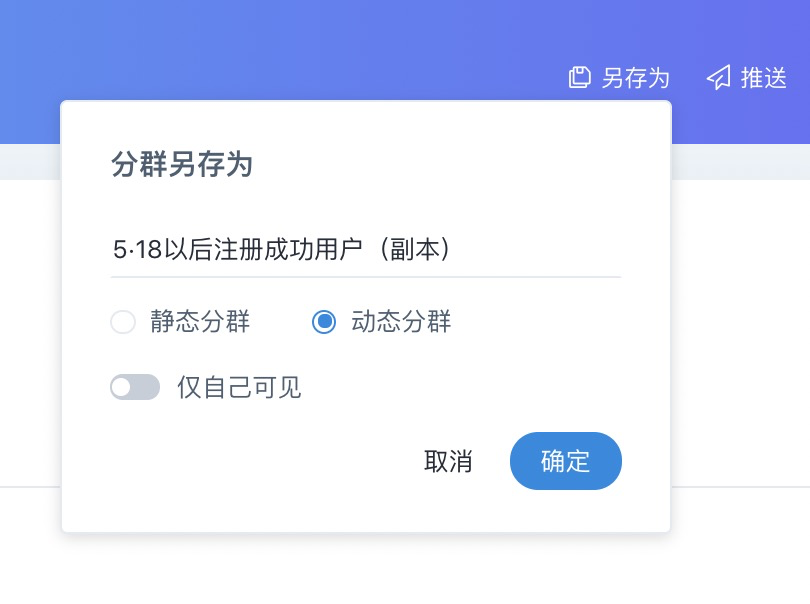 另存为 推送
分群另存为
5·18以后注册成功用户（副本）
静态分群 动态分群
仅自己可见
取消 确定